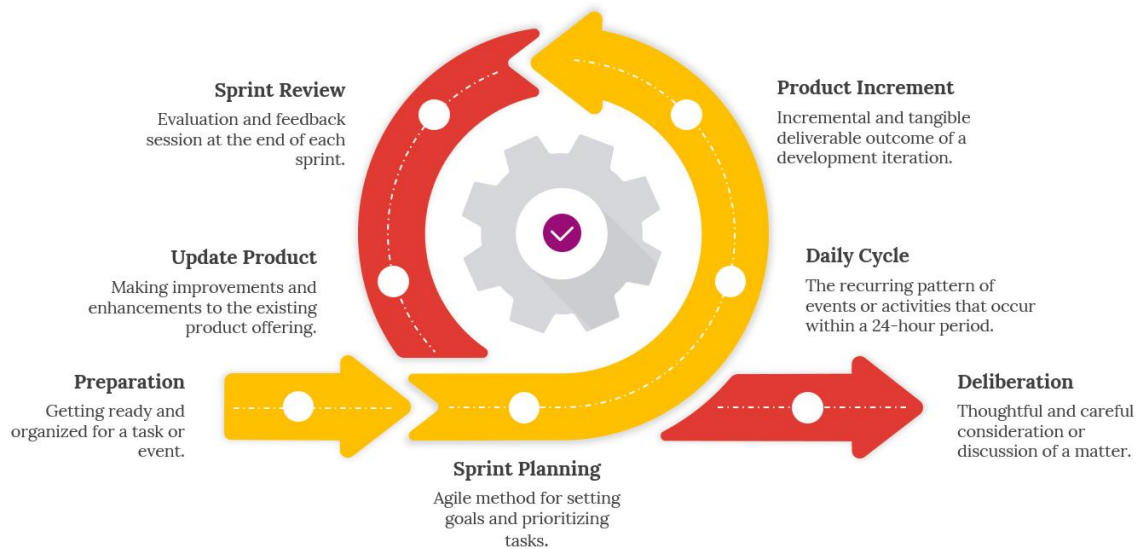 Sprint Review
Evaluation and feedback
session at the end of each
sprint.
Product Increment
Incremental and tangible
deliverable outcome of a
development iteration.
Update Product
Making improvements and
enhancements to the existing
product offering.
Daily Cycle
The recurring pattern of
events or activities that occur
within a 24-hour period.
Preparation
Getting ready and
organized for a task or
event.
Deliberation
Thoughtful and careful
consideration or
discussion of a matter.
Sprint Planning
Agile method for setting
goals and prioritizing
tasks.